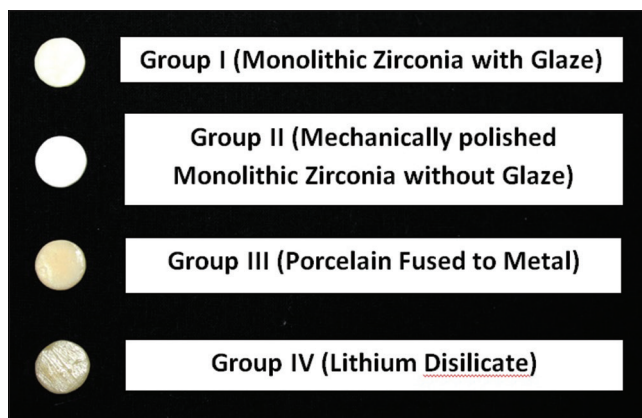 Group I (Monolithic Zirconia with Glaze)
Group II (Mechanically polished
Monolithic Zirconia without Glaze)
Group III (Porcelain Fused to Metal)
Group IV (Lithium Disilicate)